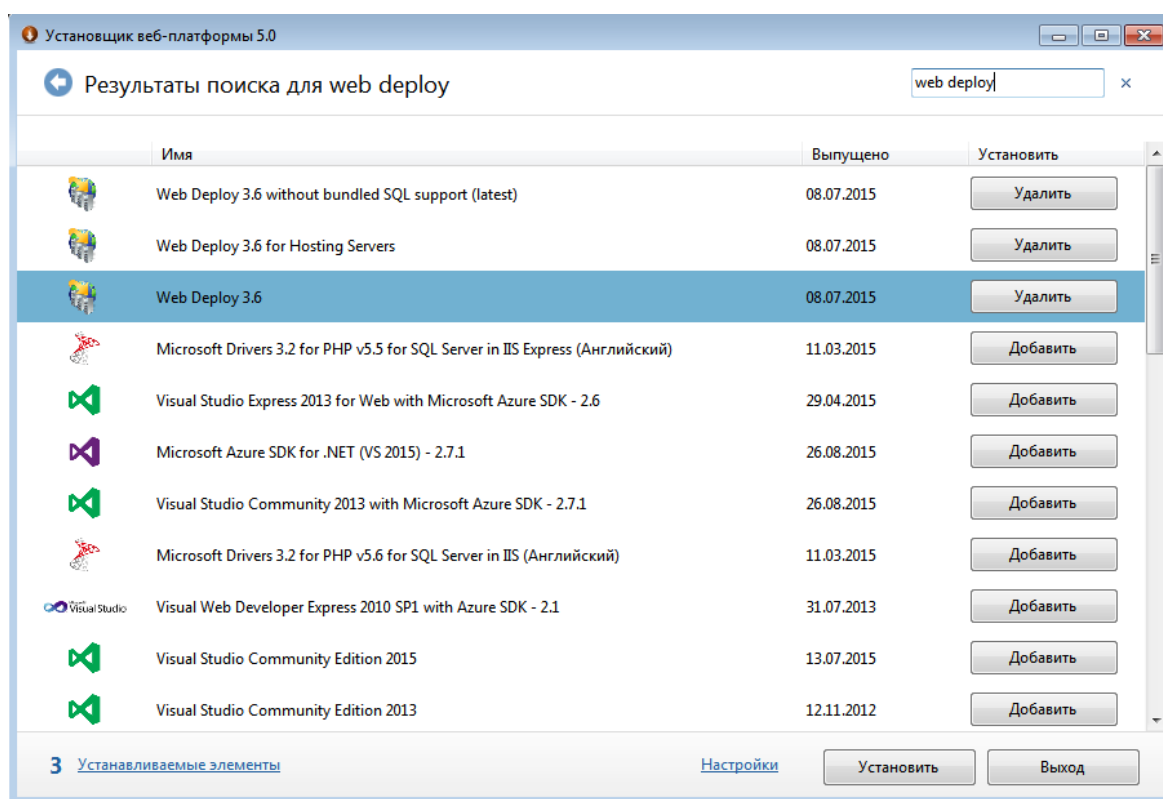 Установщик веб-платформы 5.0
Результаты поиска для web deploy
web deploy
Имя Выпущено Установить
Web Deploy 3.6 without bundled SQL support (latest) 08.07.2015 Удалить
Web Deploy 3.6 for Hosting Servers 08.07.2015 Удалить
Web Deploy 3.6 08.07.2015 Удалить
Microsoft Drivers 3.2 for PHP v5.5 for SQL Server in IIS Express (Английский) 11.03.2015 Добавить
Visual Studio Express 2013 for Web with Microsoft Azure SDK - 2.6 29.04.2015 Добавить
Microsoft Azure SDK for .NET (VS 2015) - 2.7.1 26.08.2015 Добавить
Visual Studio Community 2013 with Microsoft Azure SDK - 2.7.1 26.08.2015 Добавить
Microsoft Drivers 3.2 for PHP v5.6 for SQL Server in IIS (Английский) 11.03.2015 Добавить
Visual Studio Visual Web Developer Express 2010 SP1 with Azure SDK - 2.1 31.07.2013 Добавить
Visual Studio Community Edition 2015 13.07.2015 Добавить
Visual Studio Community Edition 2013 12.11.2012 Добавить
3 Устанавливаемые элементы Настройки Установить Выход